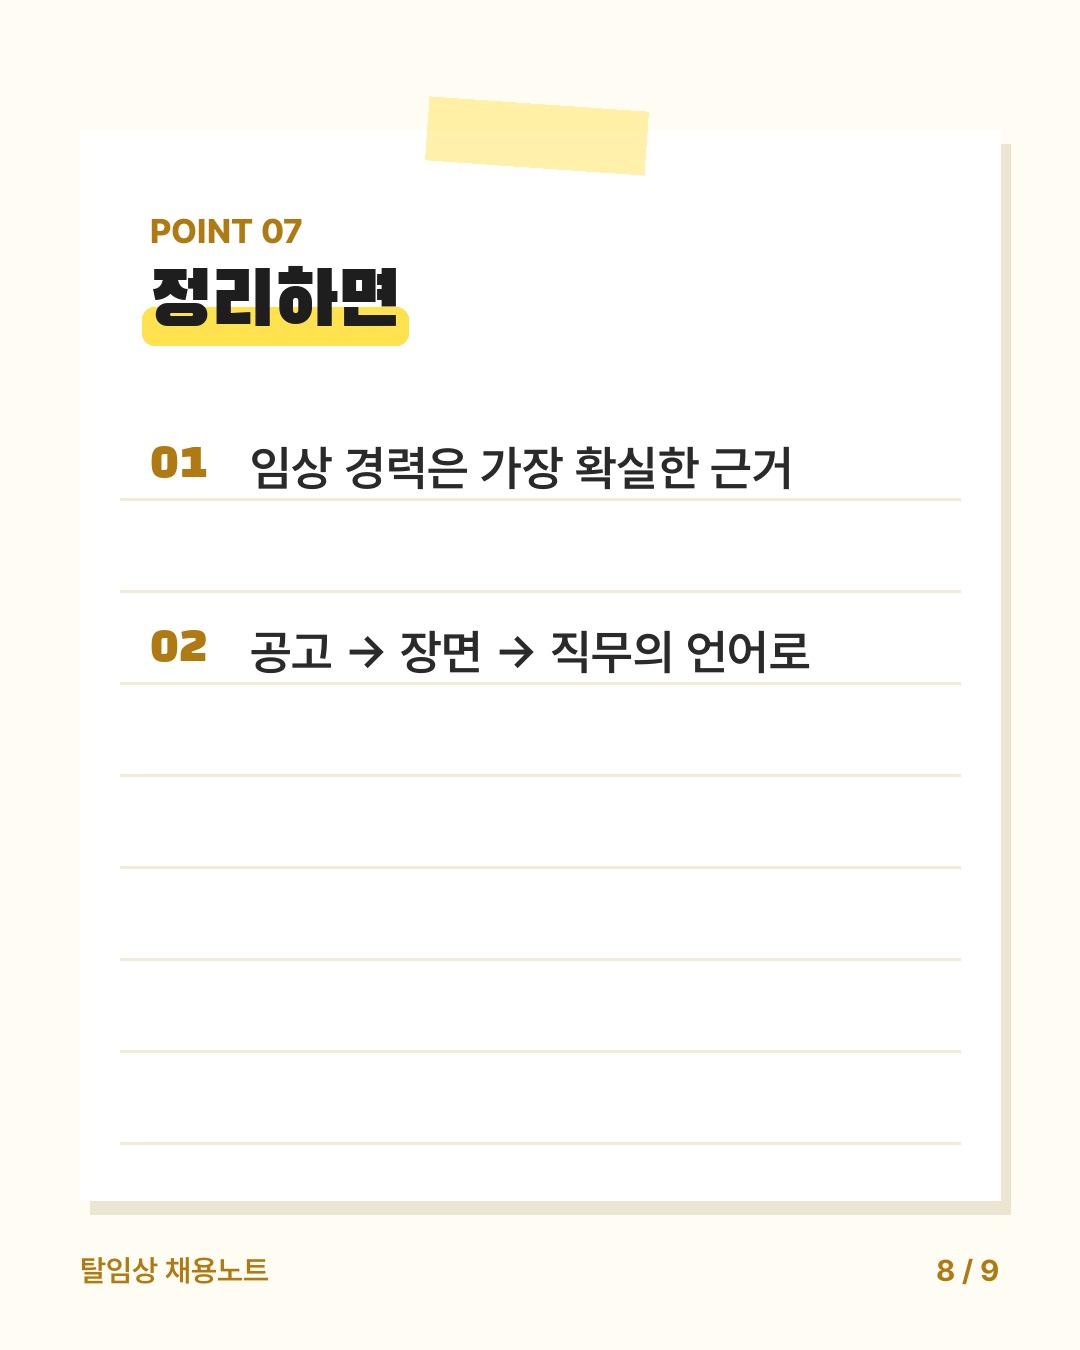 POINT 07
정리하면
01 임상 경력은 가장 확실한 근거
02 공고 → 장면 → 직무의 언어로
탈임상 채용노트
8 / 9